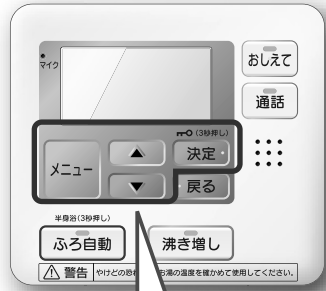 マイク
おしえて
通話
(3秒押し)
メニュー
▲
決定
▼
戻る
半身浴(3秒押し)
ふろ自動
沸き増し
警告
やけどの恐れ
お湯の温度を確かめて使用してください。